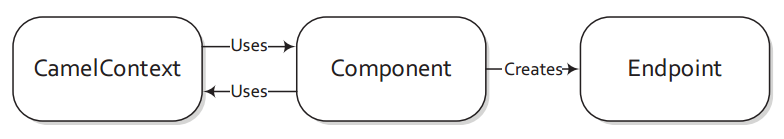 CamelContext
Uses
Uses
Component
Creates
Endpoint